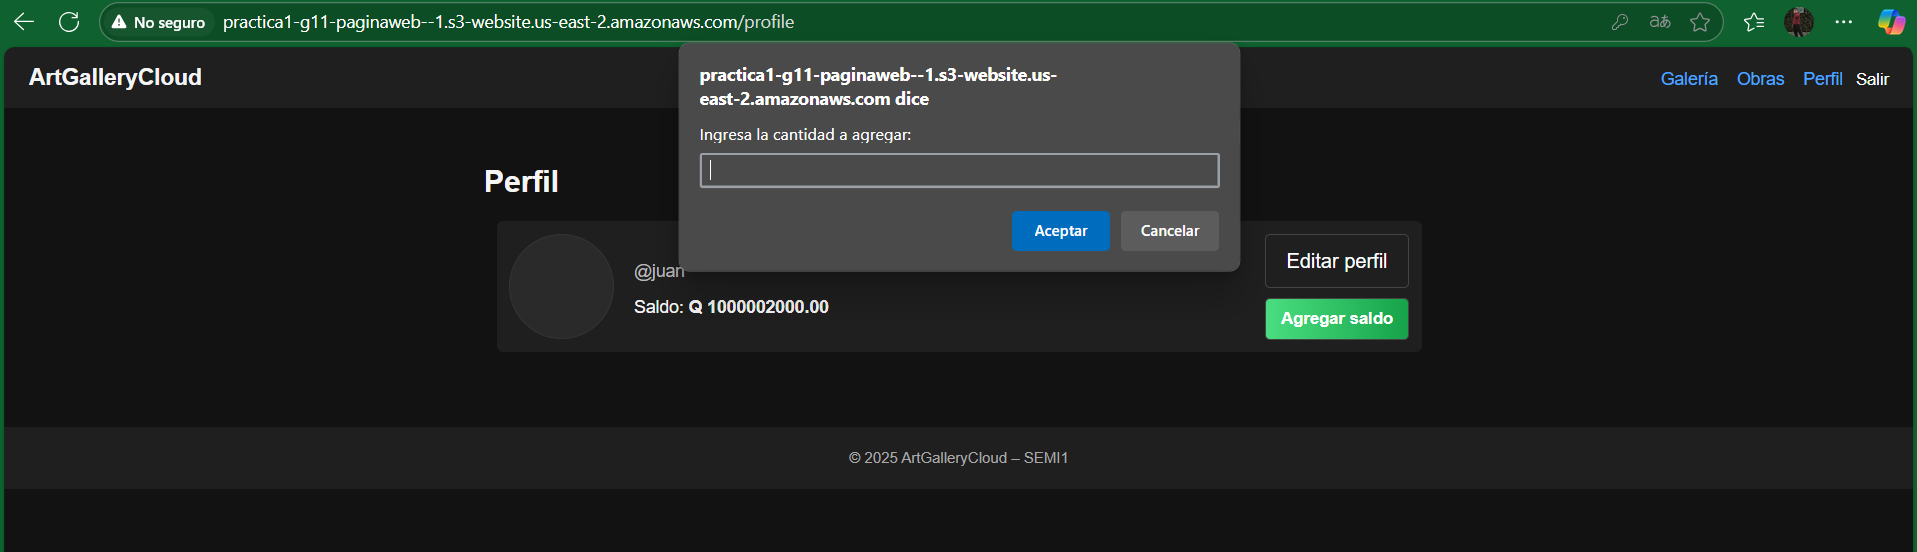 No seguro
practica1-g11-paginaweb--1.s3-website.us-east-2.amazonaws.com/profile
ArtGalleryCloud
Galería Obras Perfil Salir
practica1-g11-paginaweb--1.s3-website.us-
east-2.amazonaws.com dice
Ingresa la cantidad a agregar:
Aceptar Cancelar
Perfil
@juan
Saldo: Q 1000002000.00
Editar perfil
Agregar saldo
© 2025 ArtGalleryCloud – SEMI1